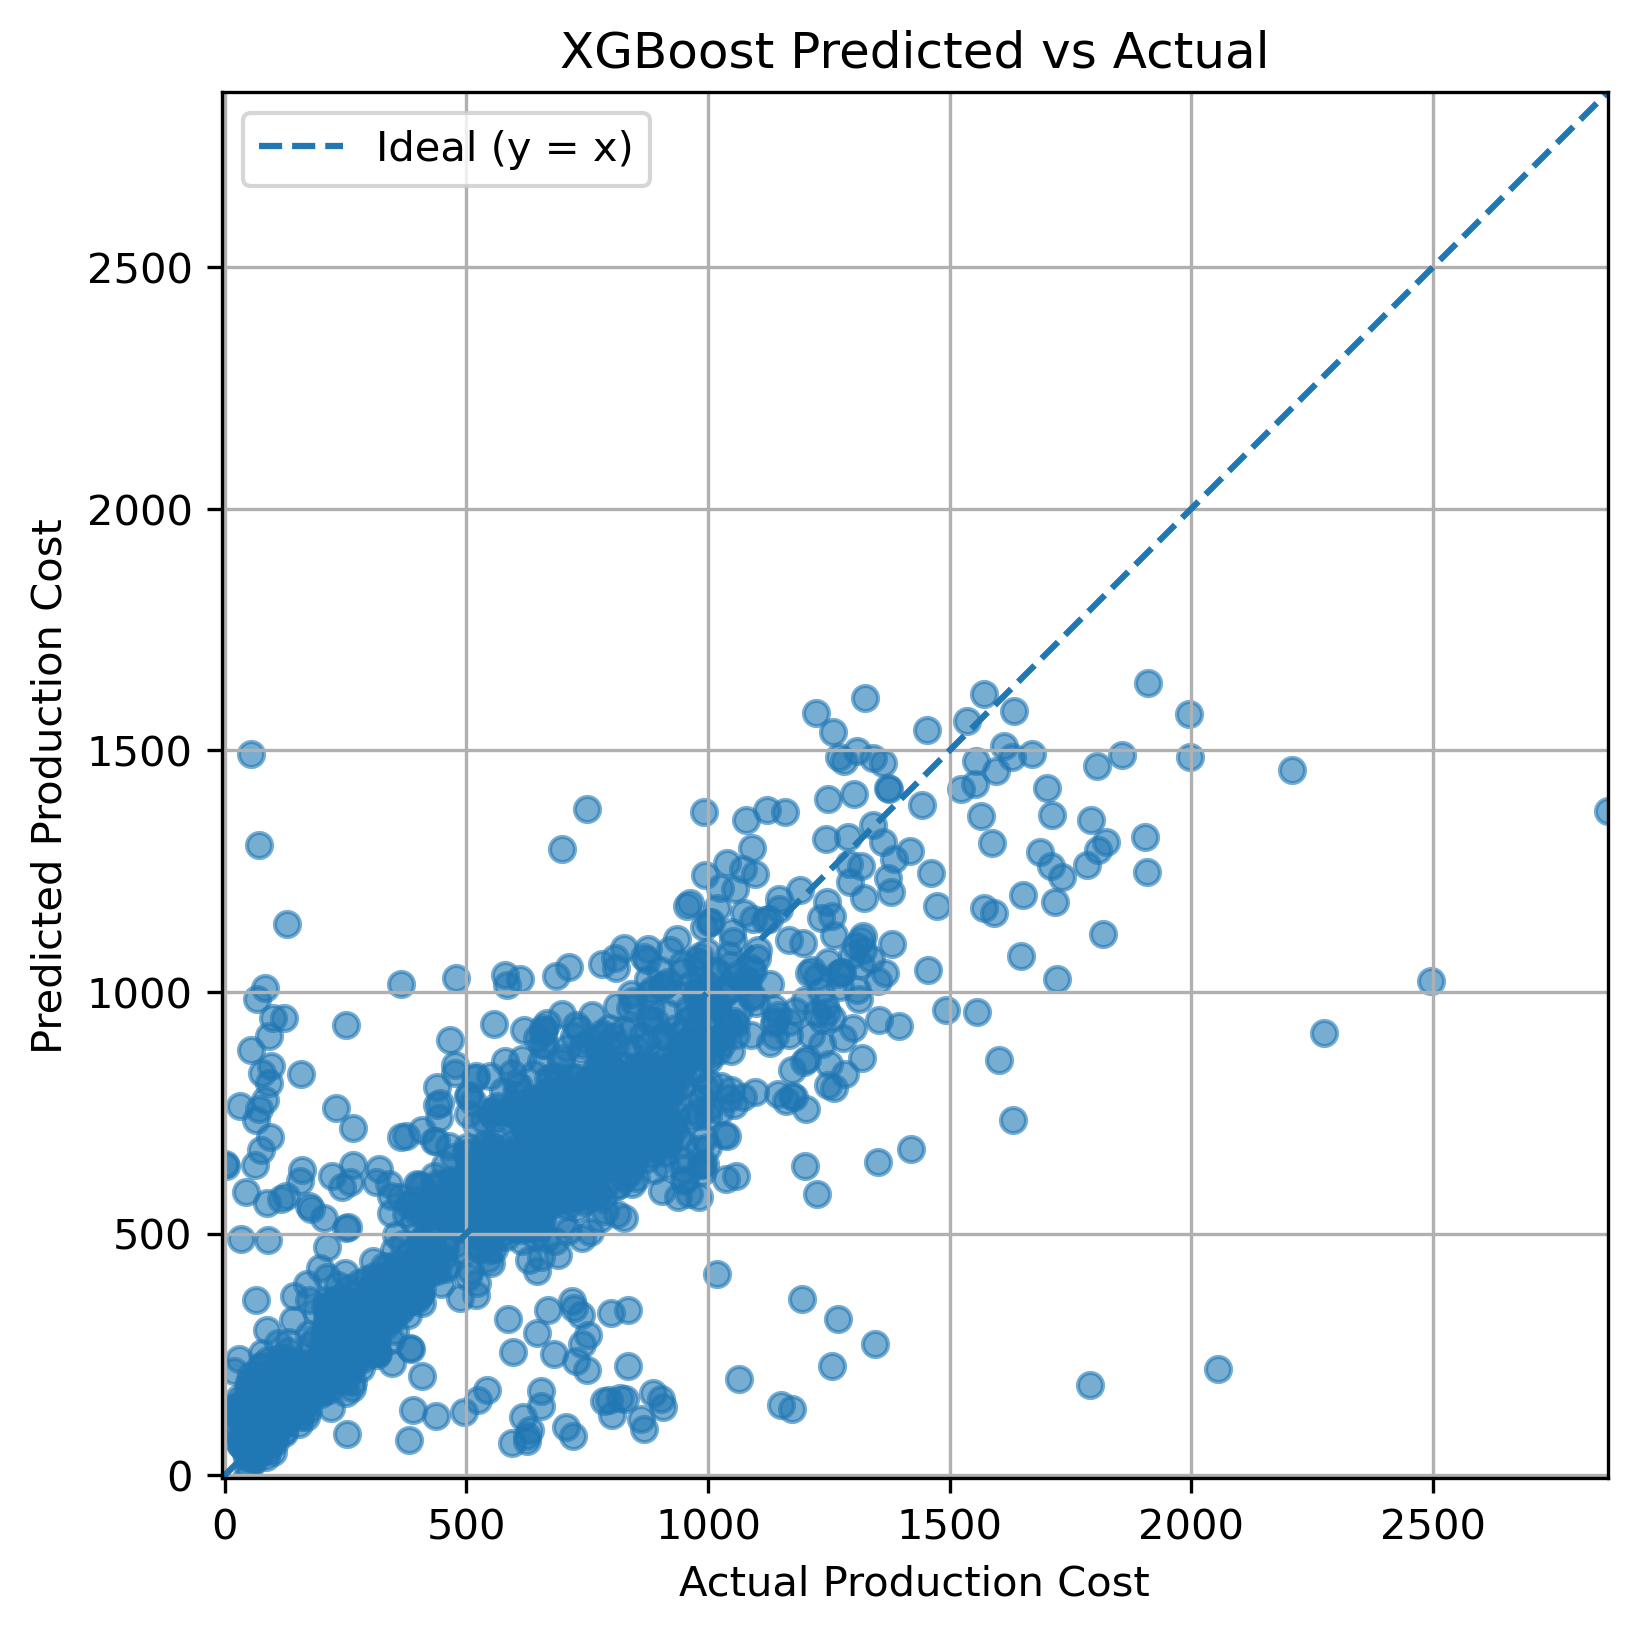 XGBoost Predicted vs Actual
Ideal (y = x)
Predicted Production Cost
2500
2000
1500
1000
500
0
0 500 1000 1500 2000 2500
Actual Production Cost